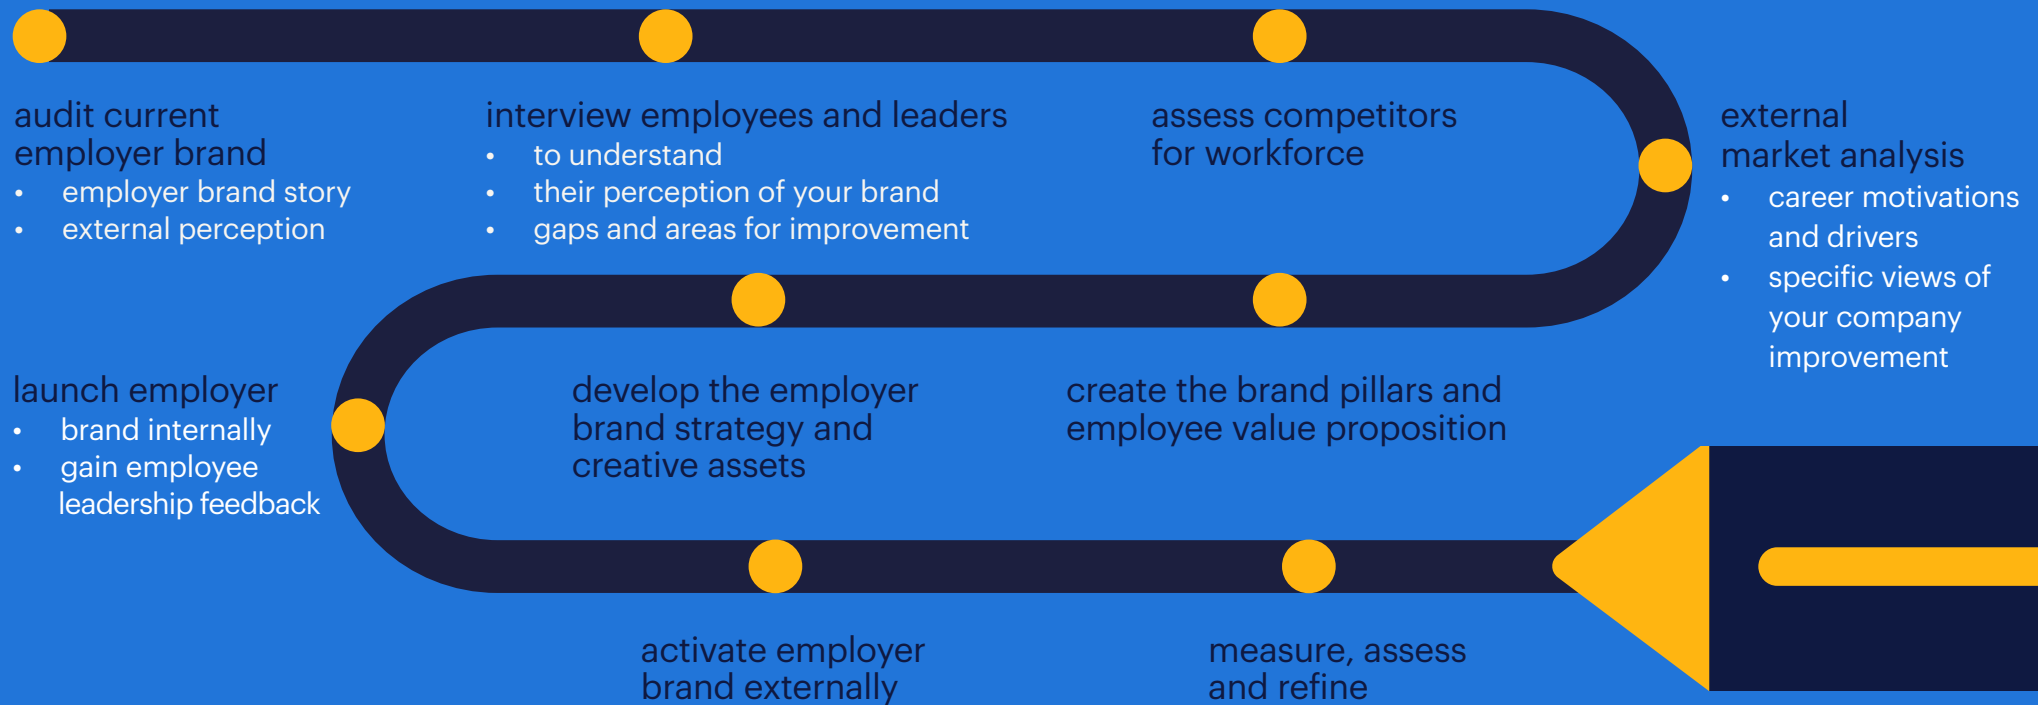 audit current
employer brand
• employer brand story
• external perception
interview employees and leaders
• to understand
• their perception of your brand
• gaps and areas for improvement
assess competitors
for workforce
external
market analysis
• career motivations
and drivers
• specific views of
your company
improvement
launch employer
• brand internally
• gain employee
leadership feedback
develop the employer
brand strategy and
creative assets
create the brand pillars and
employee value proposition
activate employer
brand externally
measure, assess
and refine